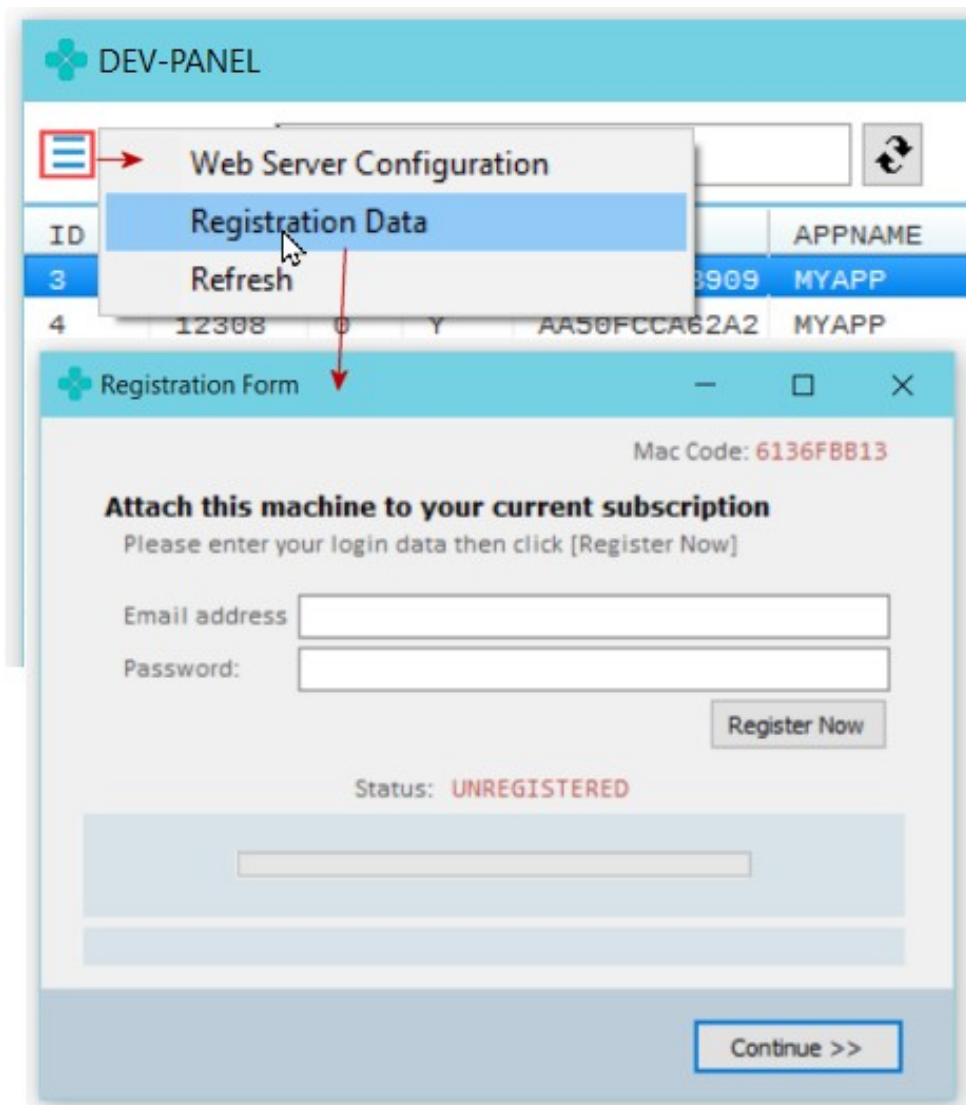 DEV-PANEL
Web Server Configuration
Registration Data
Refresh
ID APPNAME
3 8909 MYAPP
4 12308 0 Y AA50FCCA62A2 MYAPP
Registration Form
Mac Code: 6136FBB13
Attach this machine to your current subscription
Please enter your login data then click [Register Now]
Email address
Password:
Register Now
Status: UNREGISTERED
Continue >>